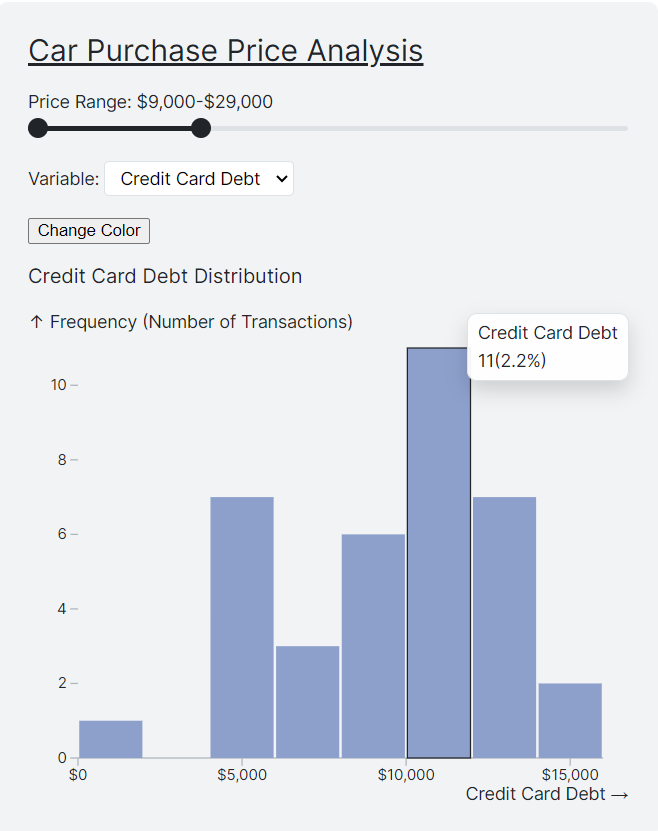 Car Purchase Price Analysis
Price Range: $9,000-$29,000
Variable: Credit Card Debt
Change Color
Credit Card Debt Distribution
↑ Frequency (Number of Transactions)
Credit Card Debt
11(2.2%)
10
8
6
4
2
0
$0 $5,000 $10,000 $15,000
Credit Card Debt →